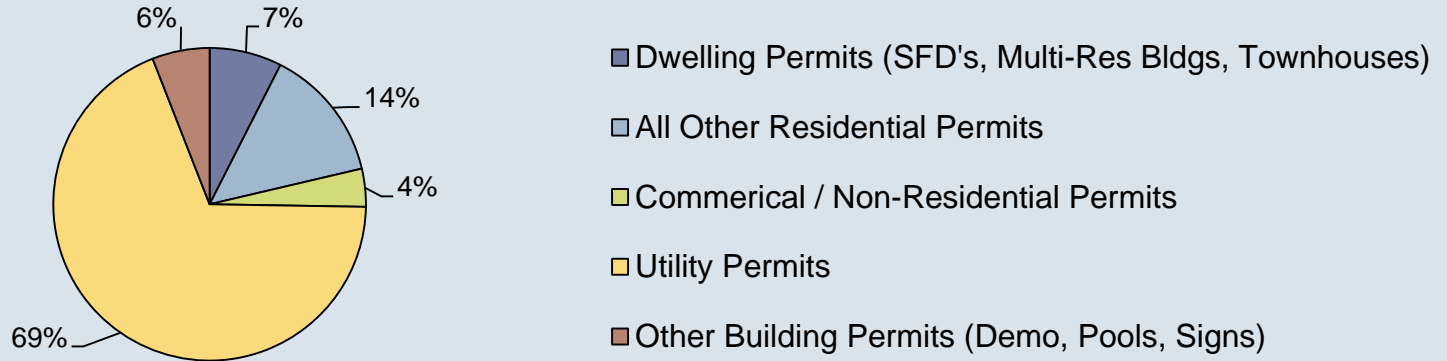 6%
7%
14%
4%
69%
Dwelling Permits (SFD's, Multi-Res Bldgs, Townhouses)
All Other Residential Permits
Commerical / Non-Residential Permits
Utility Permits
Other Building Permits (Demo, Pools, Signs)